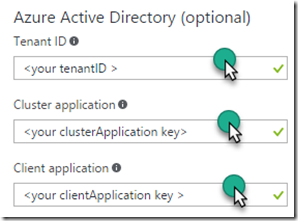 Azure Active Directory (optional)
Tenant ID
<your tenantID >
Cluster application
<your clusterApplication key>
Client application
<your clientApplication key >